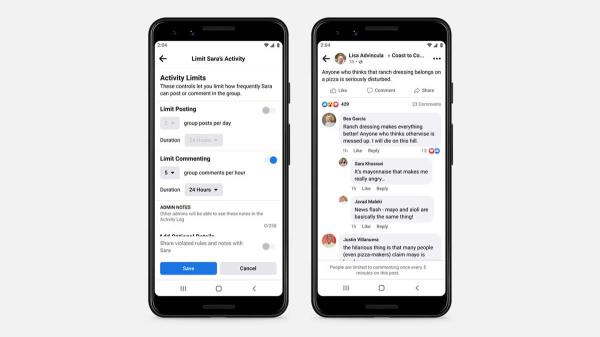 2:04
Limit Sara's Activity
Activity Limits
These controls let you limit how frequently Sara
can post or comment in the group.
Limit Posting
group posts per day
Duration 24 Hours
Limit Commenting
5 group comments per hour
Duration 24 Hours
ADMIN NOTES
Other admins will be able to see these notes in the
Activity Log
0/250
Add Optional Details
Share violated rules and notes with
Sara
Save Cancel
2:04
Lisa Advincula Coast to Co...
1h
Anyone who thinks that ranch dressing belongs on
a pizza is seriously disturbed.
Like Comment Share
429 23 Comments
Bea Garcia
Ranch dressing makes everything
better! Anyone who thinks otherwise is
messed up. I will die on this hill.
1h Like Reply 13
Sara Khosravi
It's mayonnaise that makes me
really angry...
1h Like Reply
Javad Maleki
News flash - mayo and aioli are
basically the same thing!
1h Like Reply
Justin Villanueva
the hilarious thing is that many people
(even pizza-makers) claim mayo is
People are limited to commenting once every 5
minutes on this post.